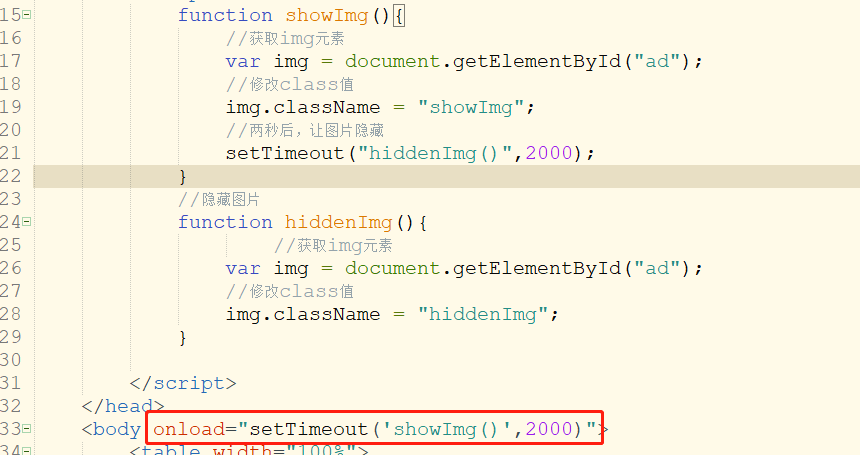 15 function showImg(){
16 //获取img元素
17 var img = document.getElementById("ad");
18 //修改class值
19 img.className = "showImg";
20 //两秒后，让图片隐藏
21 setTimeout("hiddenImg()",2000);
22 }
23 //隐藏图片
24 function hiddenImg(){
25 //获取img元素
26 var img = document.getElementById("ad");
27 //修改class值
28 img.className = "hiddenImg";
29 }
30
31 </script>
32 </head>
33 <body onload="setTimeout('showImg()',2000)">
34 <table width="100%">